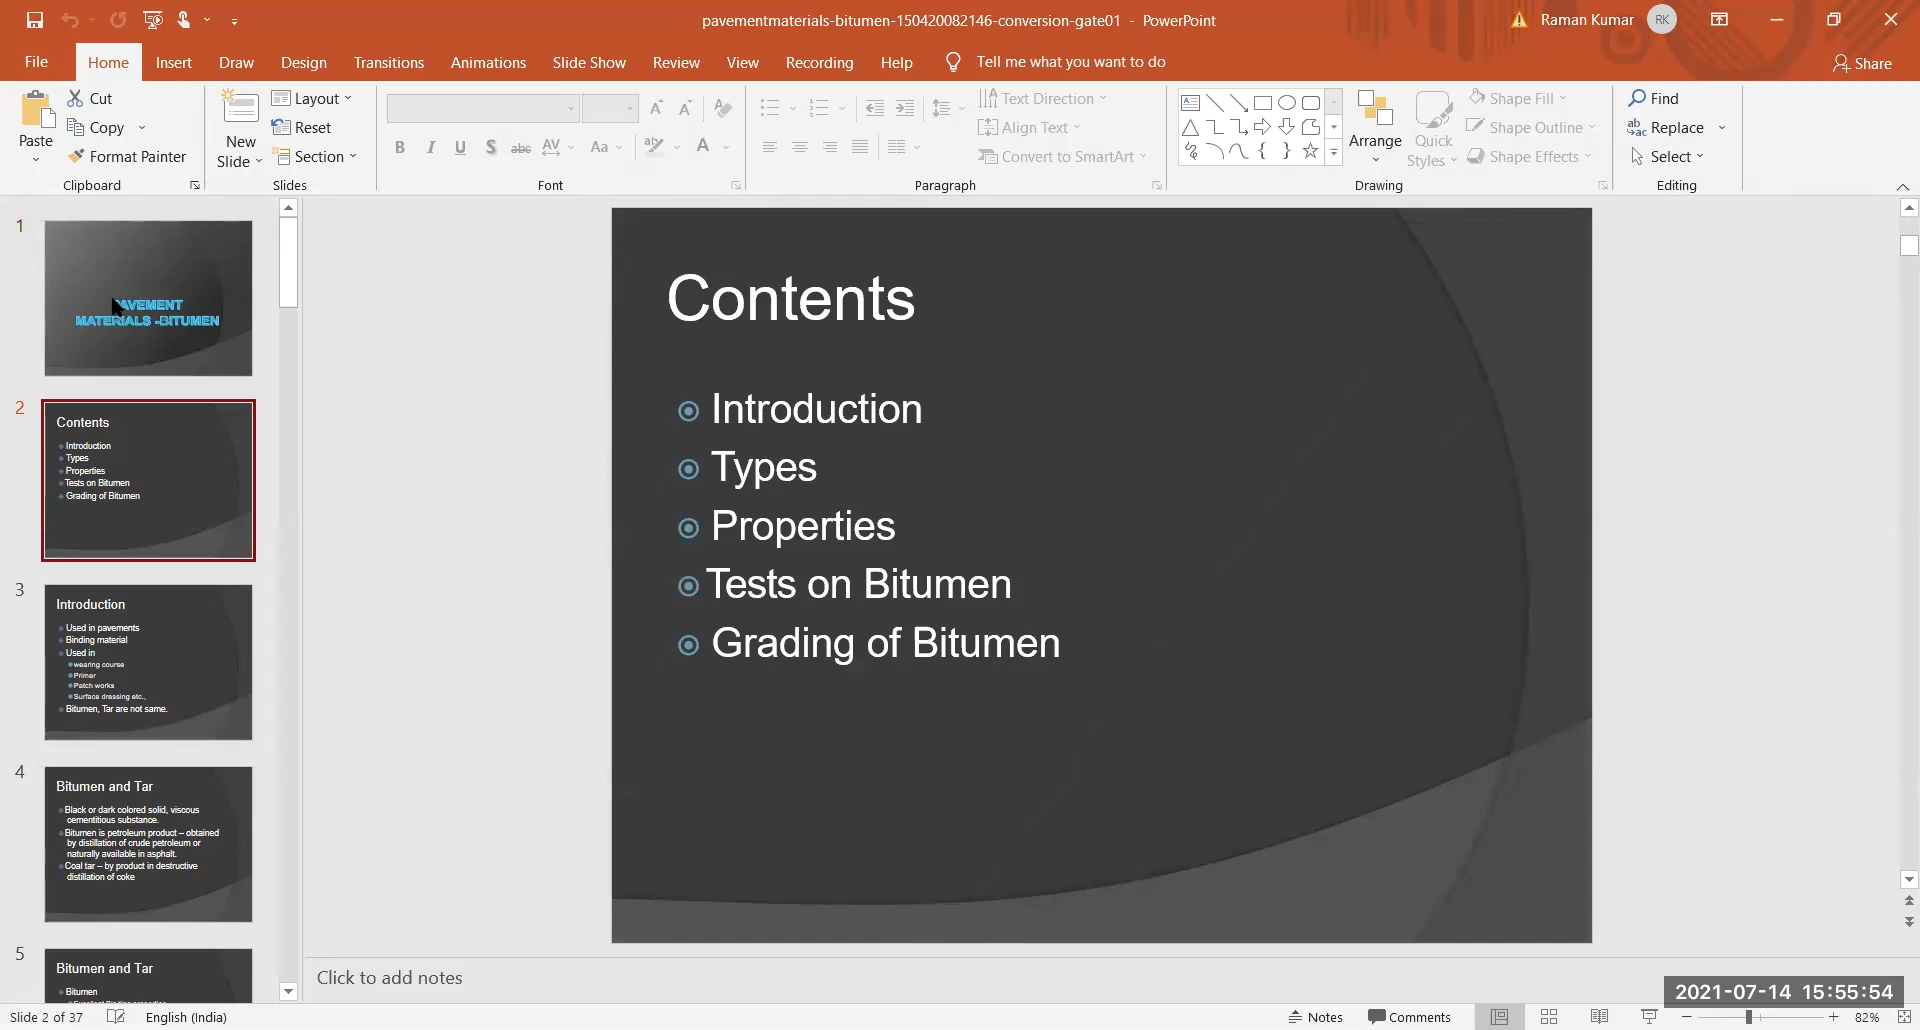 pavementmaterials-bitumen-150420082146-conversion-gate01 - PowerPoint
Raman Kumar
RK
File
Home
Insert
Draw
Design
Transitions
Animations
Slide Show
Review
View
Recording
Help
Tell me what you want to do
Share
Paste
Cut
Copy
Format Painter
Clipboard
New
Slide
Layout
Reset
Section
Slides
B I U S abc AV Aa A
Font
Text Direction
Align Text
Convert to SmartArt
Paragraph
Arrange
Quick
Styles
Shape Fill
Shape Outline
Shape Effects
Drawing
Find
Replace
Select
Editing
1
PAVEMENT
MATERIALS -BITUMEN
2
Contents
Introduction
Types
Properties
Tests on Bitumen
Grading of Bitumen
3
Introduction
Used in pavements
Binding material
Used in
wearing course
Primer
Patch works
Surface dressing etc.,
Bitumen, Tar are not same.
4
Bitumen and Tar
Black or dark colored solid, viscous
cementitious substance.
Bitumen is petroleum product – obtained
by distillation of crude petroleum or
naturally available in asphalt.
Coal tar – by product in destructive
distillation of coke
5
Bitumen and Tar
Bitumen
Contents
Introduction
Types
Properties
Tests on Bitumen
Grading of Bitumen
Click to add notes
2021-07-14 15:55:54
Slide 2 of 37
English (India)
Notes
Comments
82%